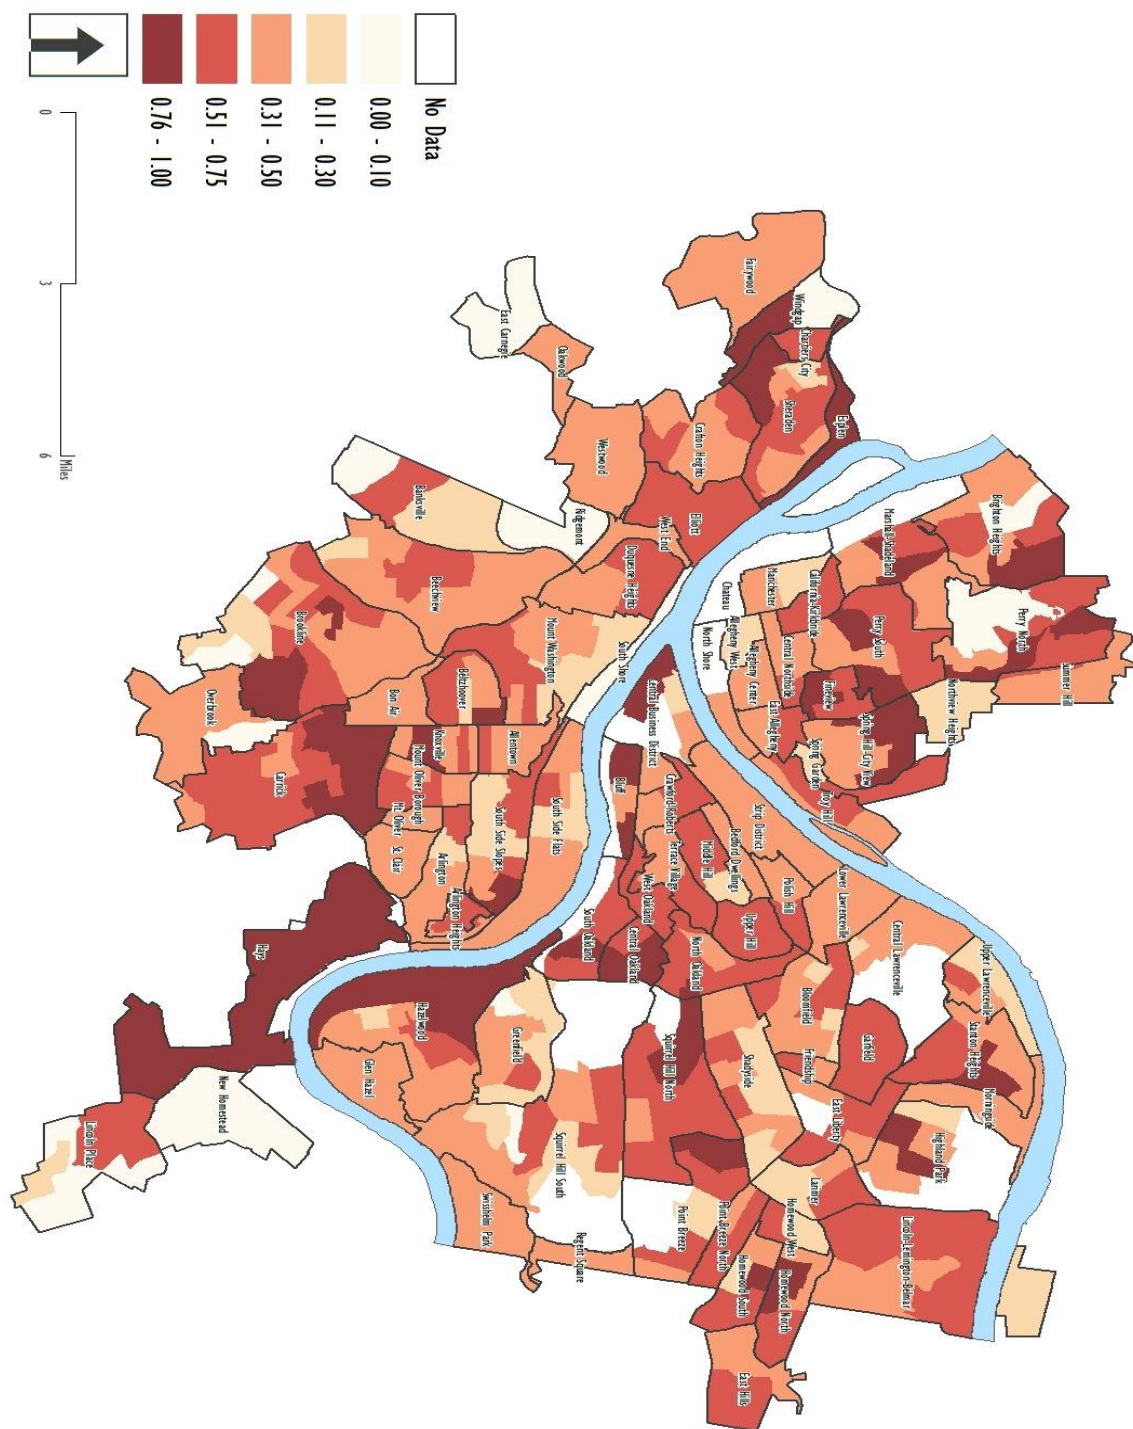 No Data
0.00 - 0.10
0.11 - 0.30
0.31 - 0.50
0.51 - 0.75
0.76 - 1.00
0
3
6
Miles
Summer Hill
Perry North
Brighton Heights
Northview Heights
Marshall-Shadeland
Spring Hill-City View
Perry South
Fineview
California-Kirkbride
Spring Garden
Troy Hill
Central Northside
East Allegheny
Manchester
Allegheny Center
Allegheny West
Chateau
North Shore
Windgap
Chartiers City
Esplen
Fairywood
Sheraden
Crafton Heights
Elliott
West End
Westwood
Oakwood
East Carnegie
Ridgemont
Duquesne Heights
South Shore
Mount Washington
Banksville
Beechview
Beltzhoover
Allentown
Knoxville
Mount Oliver Borough
Mt. Oliver
St. Clair
Bon Air
Brookline
Overbrook
Carrick
South Side Flats
South Side Slopes
Arlington
Arlington Heights
Hays
New Homestead
Lincoln Place
Central Business District
Bluff
Strip District
Crawford-Roberts
Bedford Dwellings
Middle Hill
Terrace Village
Polish Hill
Upper Hill
West Oakland
Central Oakland
South Oakland
North Oakland
Lower Lawrenceville
Central Lawrenceville
Upper Lawrenceville
Stanton Heights
Morningside
Highland Park
Garfield
Bloomfield
Friendship
East Liberty
Shadyside
Larimer
Lincoln-Lemington-Belmar
Homewood West
Homewood North
Homewood South
East Hills
Point Breeze North
Point Breeze
Squirrel Hill North
Squirrel Hill South
Regent Square
Swisshelm Park
Greenfield
Hazelwood
Glen Hazel